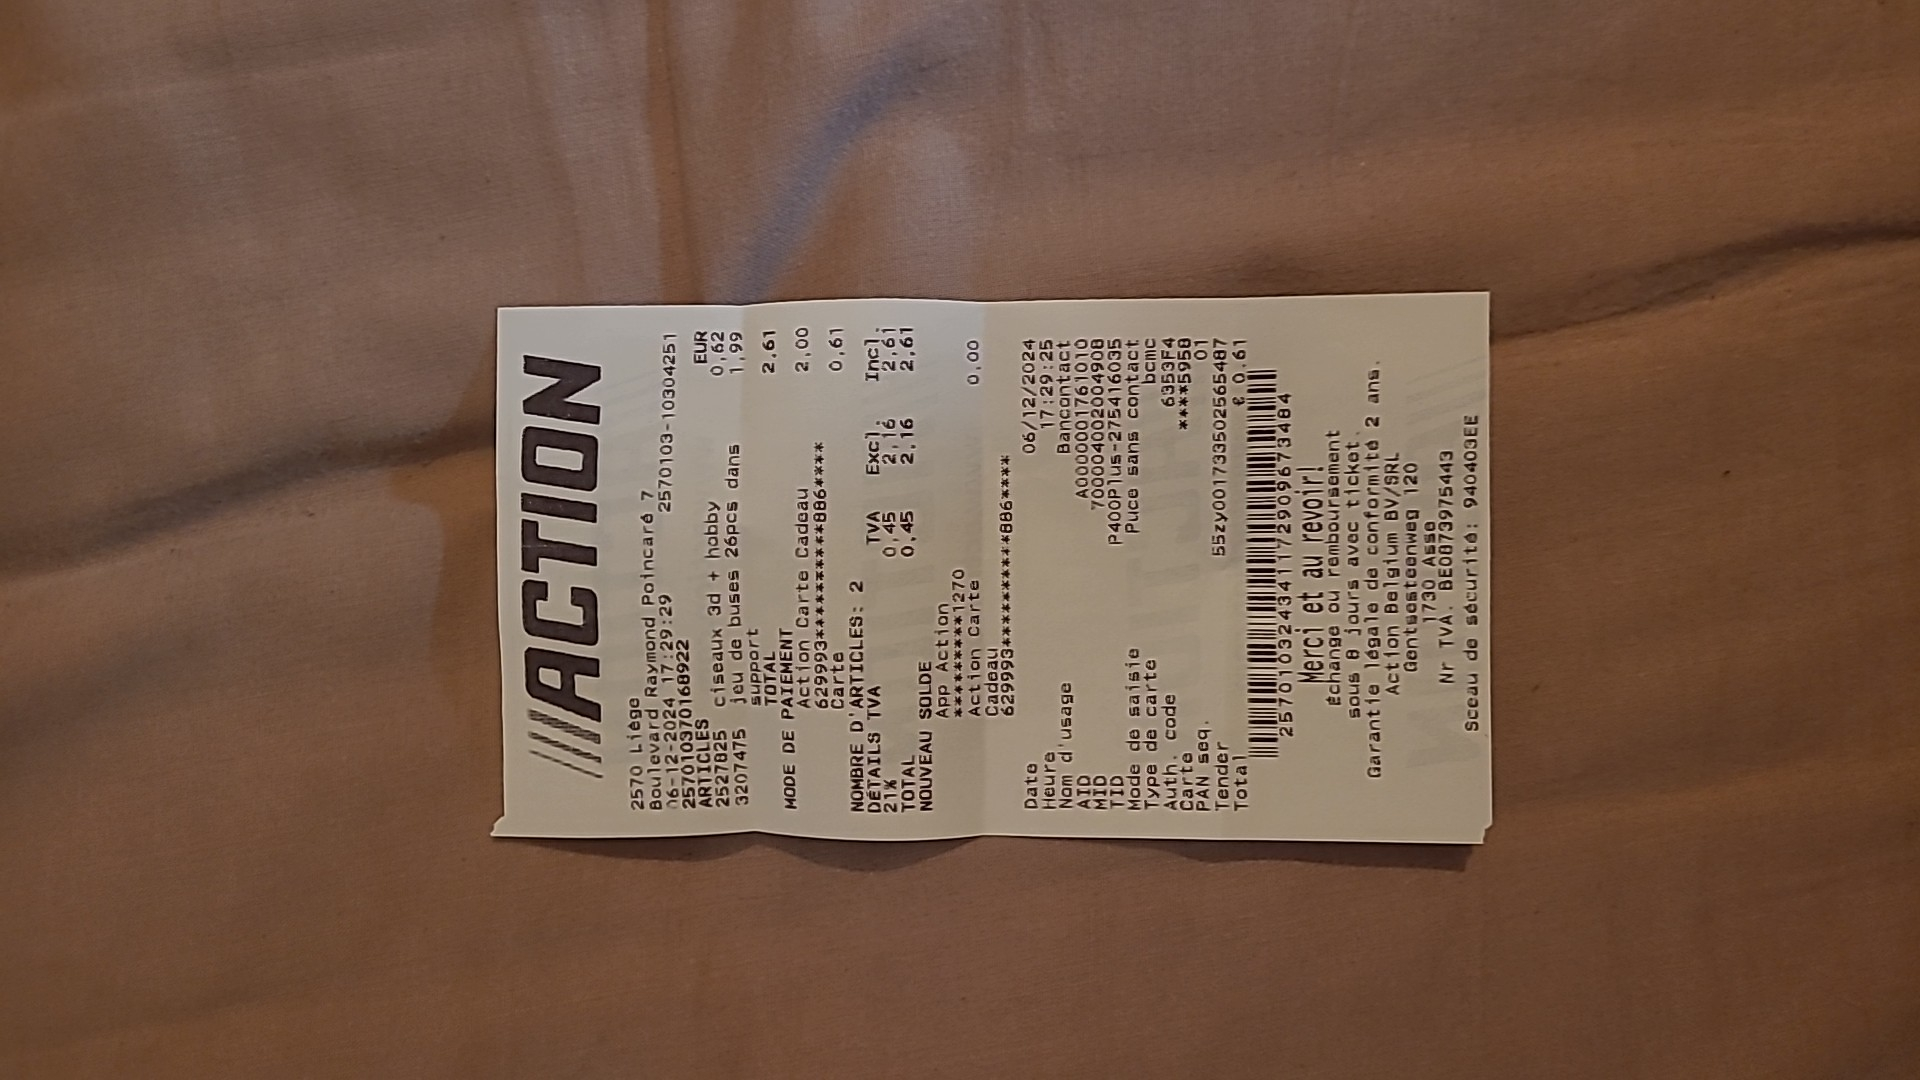 ACTION
2570 Liège
Boulevard Raymond Poincaré 7
06-12-2024 17:29:29 2570103-10304251
257010370168922
ARTICLES EUR
2527825 ciseaux 3d + hobby 0,62
3207475 jeu de buses 26pcs dans 1,99
support
TOTAL 2,61
MODE DE PAIEMENT
Action Carte Cadeau 2,00
629993**********886****
Carte 0,61
NOMBRE D'ARTICLES: 2
DÉTAILS TVA TVA Excl. Incl.
21% 0,45 2,16 2,61
TOTAL 0,45 2,16 2,61
NOUVEAU SOLDE
App Action
*********1270
Action Carte 0,00
Cadeau
629993**********886****
Date 06/12/2024
Heure 17:29:25
Nom d'usage Bancontact
AID A0000001761010
MID 700004002004908
TID P400Plus-275416035
Mode de saisie Puce sans contact
Type de carte bcmc
Auth. code 6353F4
Carte ****5958
PAN seq. 01
Tender 55zy001733502565487
Total € 0.61
2570103243411729096734 84
Merci et au revoir!
Échange ou remboursement
sous 8 jours avec ticket.
Garantie légale de conformité 2 ans.
Action Belgium BV/SRL
Gentsesteenweg 120
1730 Asse
Nr TVA. BE0873975443
Sceau de sécurité: 940403EE